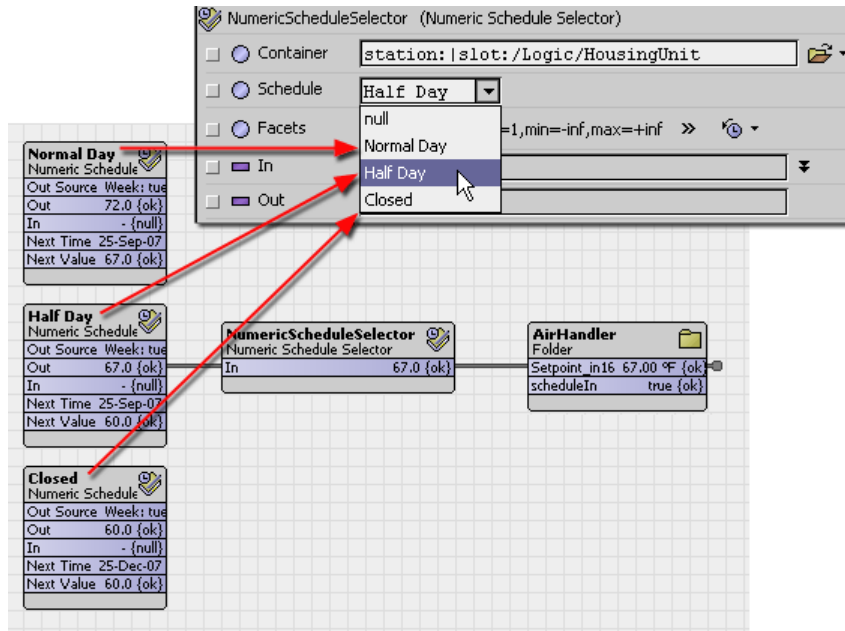 NumericScheduleSelector (Numeric Schedule Selector)
Container station:|slot:/Logic/HousingUnit
Schedule Half Day
null
Facets =1,min=-inf,max=+inf »
Normal Day
In
Half Day
Out
Closed
Normal Day
Numeric Schedule
Out Source Week: tue
Out 72.0 {ok}
In - {null}
Next Time 25-Sep-07
Next Value 67.0 {ok}
Half Day
Numeric Schedule
Out Source Week: tue
Out 67.0 {ok}
In - {null}
Next Time 25-Sep-07
Next Value 60.0 {ok}
NumericScheduleSelector
Numeric Schedule Selector
In 67.0 {ok}
AirHandler
Folder
Setpoint_in16 67.00 ºF {ok}
scheduleIn true {ok}
Closed
Numeric Schedule
Out Source Week: tue
Out 60.0 {ok}
In - {null}
Next Time 25-Dec-07
Next Value 60.0 {ok}